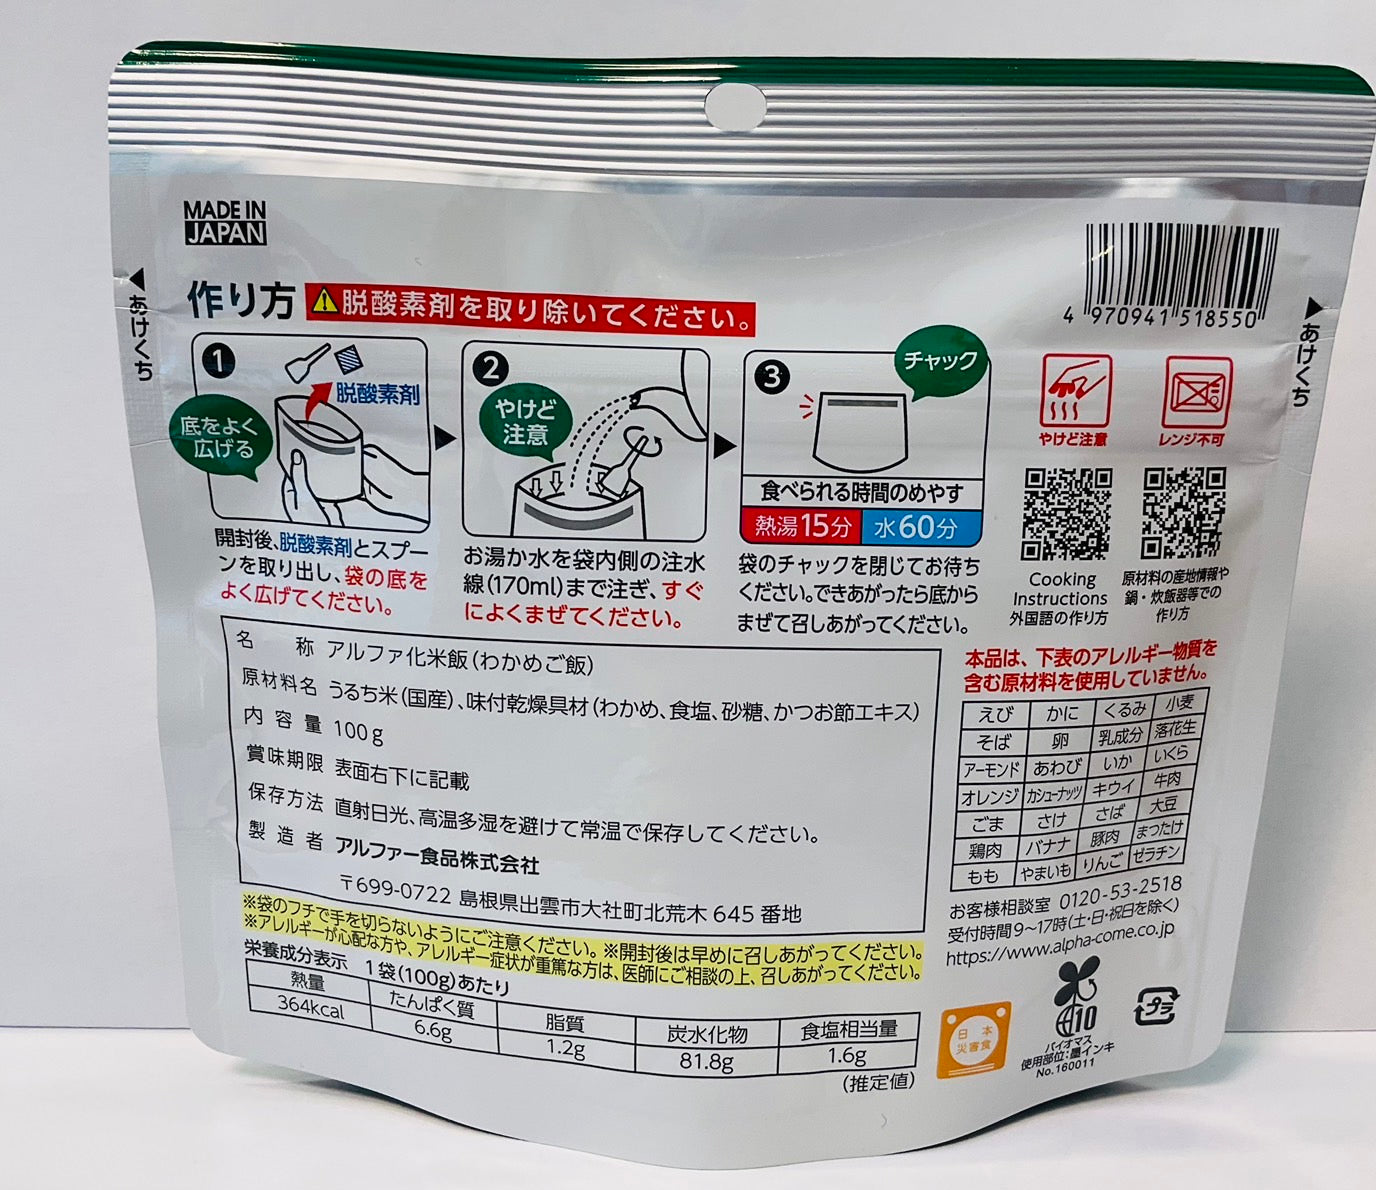 MADE IN
JAPAN
あけくち
あけくち
4 970941 518550
作り方 脱酸素剤を取り除いてください。
1
脱酸素剤
底をよく
広げる
開封後、脱酸素剤とスプー
ンを取り出し、袋の底を
よく広げてください。
2
やけど
注意
お湯か水を袋内側の注水
線(170ml)まで注ぎ、すぐ
によくまぜてください。
3
チャック
食べられる時間のめやす
熱湯15分 水60分
袋のチャックを閉じてお待ち
ください。できあがったら底から
まぜて召しあがってください。
やけど注意 レンジ不可
Cooking
Instructions
外国語の作り方
原材料の産地情報や
鍋・炊飯器等での
作り方
名称 アルファ化米飯(わかめご飯)
原材料名 うるち米(国産)、味付乾燥具材(わかめ、食塩、砂糖、かつお節エキス)
内容量 100g
賞味期限 表面右下に記載
保存方法 直射日光、高温多湿を避けて常温で保存してください。
製造者 アルファー食品株式会社
〒699-0722 島根県出雲市大社町北荒木645番地
本品は、下表のアレルギー物質を
含む原材料を使用していません。
えび かに くるみ 小麦
そば 卵 乳成分 落花生
アーモンド あわび いか いくら
オレンジ カシューナッツ キウイ 牛肉
ごま さけ さば 大豆
鶏肉 バナナ 豚肉 まつたけ
もも やまいも りんご ゼラチン
お客様相談室 0120-53-2518
受付時間9〜17時(土・日・祝日を除く)
https://www.alpha-come.co.jp
※袋のフチで手を切らないようにご注意ください。※開封後は早めに召しあがってください。
※アレルギーが心配な方や、アレルギー症状が重篤な方は、医師にご相談の上、召しあがってください。
栄養成分表示 1袋(100g)あたり
熱量 たんぱく質 脂質 炭水化物 食塩相当量
364kcal 6.6g 1.2g 81.8g 1.6g
(推定値)
日本
災害食
10
バイオマス
使用部位:墨インキ
No.160011
プラ